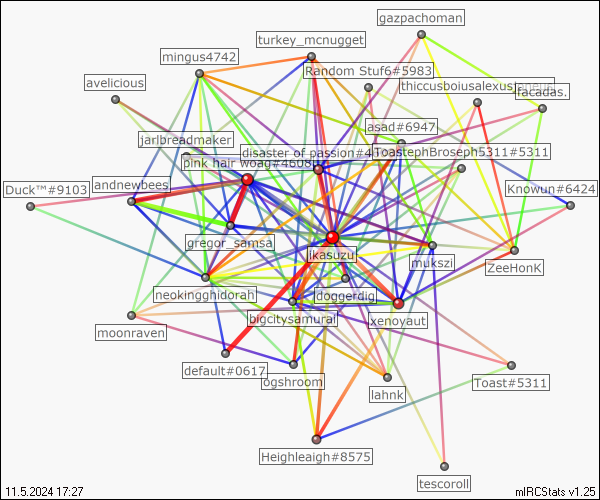 gazpachoman
turkey_mcnugget
mingus4742
Random Stuf6#5983
avelicious
facadas.
asad#6947
jarlbreadmaker
disaster of passion#46
ToastephBroseph5311#5311
pink hair woag#4608
Duck™#9103
andnewbees
Knowun#6424
gregor_samsa
ikasuzu
mukszi
ZeeHonK
neokingghidorah
doggerdig
bigcitysamurai
xenoyaut
moonraven
default#0617
ogshroom
lahnk
Toast#5311
Heighleaigh#8575
tescoroll
11.5.2024 17:27
mIRCStats v1.25